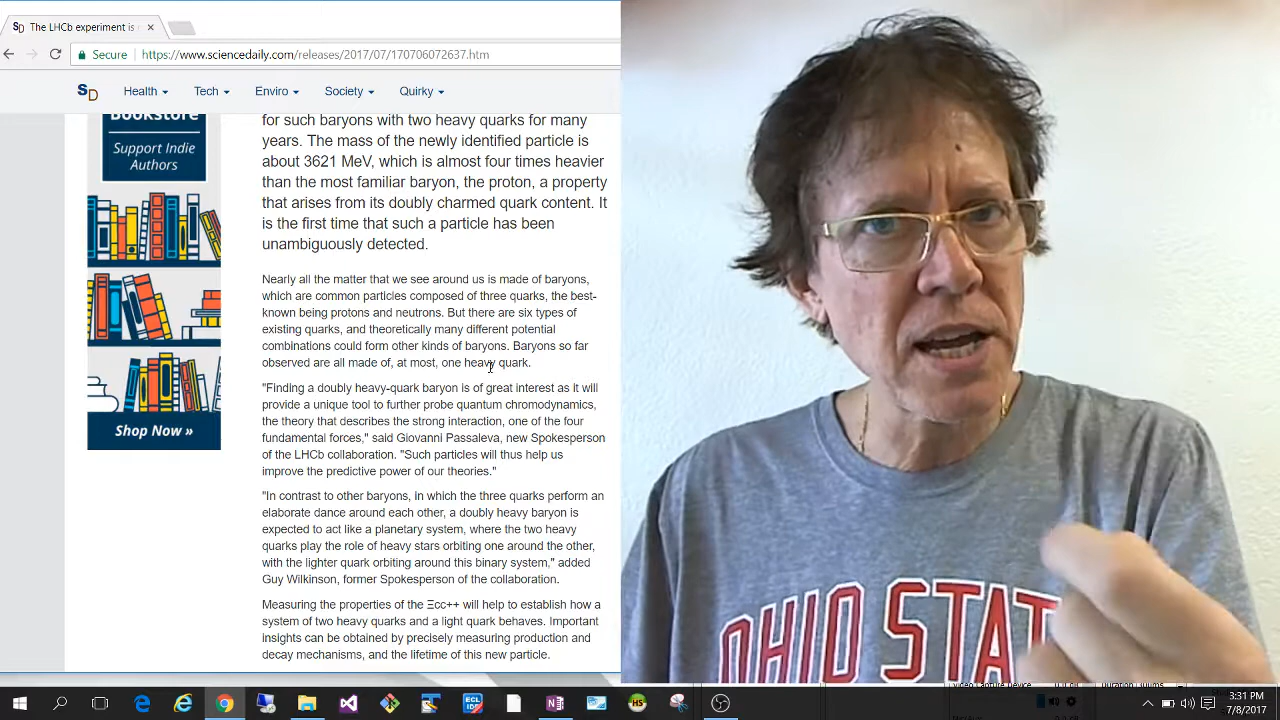 The LHCb experiment is
Secure https://www.sciencedaily.com/releases/2017/07/170706072637.htm
SD Health Tech Enviro Society Quirky
Bookstore
Support Indie
Authors
Shop Now »
for such baryons with two heavy quarks for many
years. The mass of the newly identified particle is
about 3621 MeV, which is almost four times heavier
than the most familiar baryon, the proton, a property
that arises from its doubly charmed quark content. It
is the first time that such a particle has been
unambiguously detected.
Nearly all the matter that we see around us is made of baryons,
which are common particles composed of three quarks, the best-
known being protons and neutrons. But there are six types of
existing quarks, and theoretically many different potential
combinations could form other kinds of baryons. Baryons so far
observed are all made of, at most, one heavy quark.
"Finding a doubly heavy-quark baryon is of great interest as it will
provide a unique tool to further probe quantum chromodynamics,
the theory that describes the strong interaction, one of the four
fundamental forces," said Giovanni Passaleva, new Spokesperson
of the LHCb collaboration. "Such particles will thus help us
improve the predictive power of our theories."
"In contrast to other baryons, in which the three quarks perform an
elaborate dance around each other, a doubly heavy baryon is
expected to act like a planetary system, where the two heavy
quarks play the role of heavy stars orbiting one around the other,
with the lighter quark orbiting around this binary system," added
Guy Wilkinson, former Spokesperson of the collaboration.
Measuring the properties of the Ξcc++ will help to establish how a
system of two heavy quarks and a light quark behaves. Important
insights can be obtained by precisely measuring production and
decay mechanisms, and the lifetime of this new particle.
OHIO STA
ECL
IDE
HS
3:31 PM
7/8/2017